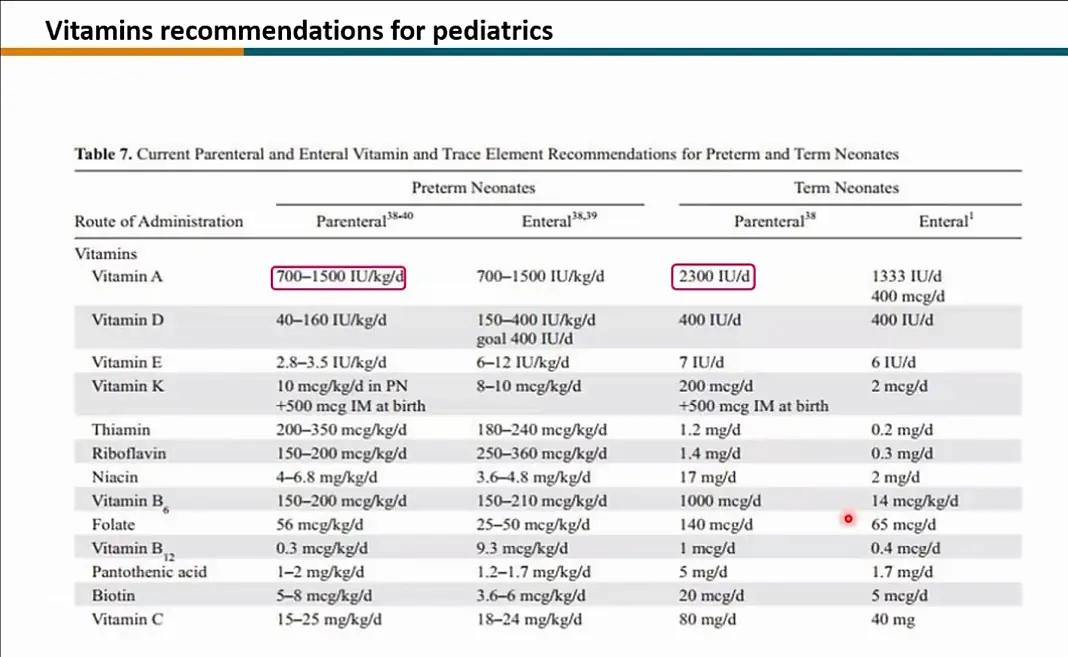 Vitamins recommendations for pediatrics
Table 7. Current Parenteral and Enteral Vitamin and Trace Element Recommendations for Preterm and Term Neonates
Preterm Neonates Term Neonates
Route of Administration Parenteral38-40 Enteral38,39 Parenteral38 Enteral1
Vitamins
Vitamin A 700–1500 IU/kg/d 700–1500 IU/kg/d 2300 IU/d 1333 IU/d
400 mcg/d
Vitamin D 40–160 IU/kg/d 150–400 IU/kg/d 400 IU/d 400 IU/d
goal 400 IU/d
Vitamin E 2.8–3.5 IU/kg/d 6–12 IU/kg/d 7 IU/d 6 IU/d
Vitamin K 10 mcg/kg/d in PN 8–10 mcg/kg/d 200 mcg/d 2 mcg/d
+500 mcg IM at birth +500 mcg IM at birth
Thiamin 200–350 mcg/kg/d 180–240 mcg/kg/d 1.2 mg/d 0.2 mg/d
Riboflavin 150–200 mcg/kg/d 250–360 mcg/kg/d 1.4 mg/d 0.3 mg/d
Niacin 4–6.8 mg/kg/d 3.6–4.8 mg/kg/d 17 mg/d 2 mg/d
Vitamin B6 150–200 mcg/kg/d 150–210 mcg/kg/d 1000 mcg/d 14 mcg/kg/d
Folate 56 mcg/kg/d 25–50 mcg/kg/d 140 mcg/d 65 mcg/d
Vitamin B12 0.3 mcg/kg/d 9.3 mcg/kg/d 1 mcg/d 0.4 mcg/d
Pantothenic acid 1–2 mg/kg/d 1.2–1.7 mg/kg/d 5 mg/d 1.7 mg/d
Biotin 5–8 mcg/kg/d 3.6–6 mcg/kg/d 20 mcg/d 5 mcg/d
Vitamin C 15–25 mg/kg/d 18–24 mg/kg/d 80 mg/d 40 mg